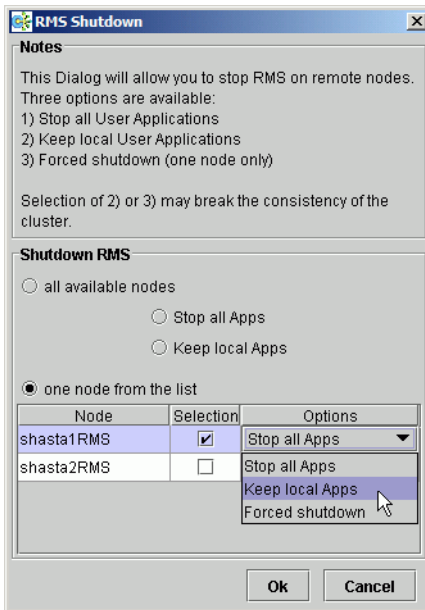 RMS Shutdown
Notes
This Dialog will allow you to stop RMS on remote nodes.
Three options are available:
1) Stop all User Applications
2) Keep local User Applications
3) Forced shutdown (one node only)
Selection of 2) or 3) may break the consistency of the
cluster.
Shutdown RMS
all available nodes
Stop all Apps
Keep local Apps
one node from the list
Node Selection Options
shasta1RMS Stop all Apps
shasta2RMS Stop all Apps
Keep local Apps
Forced shutdown
Ok Cancel